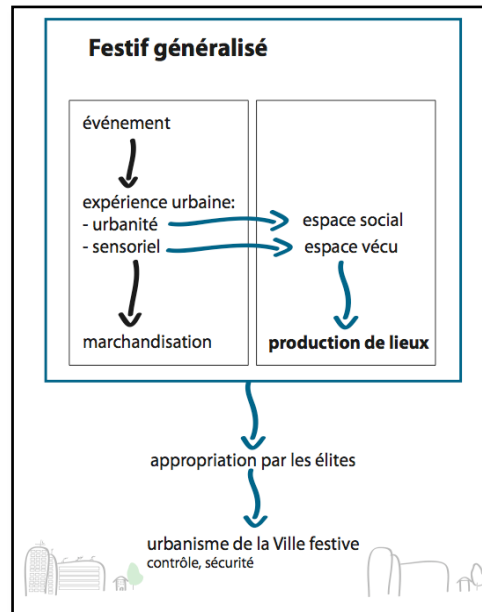 Festif généralisé
événement
expérience urbaine:
- urbanité
- sensoriel
marchandisation
espace social
espace vécu
production de lieux
appropriation par les élites
urbanisme de la Ville festive
contrôle, sécurité